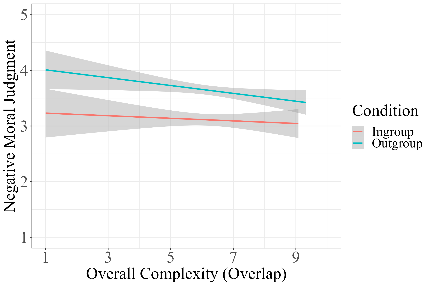 Negative Moral Judgment
5
4
3
2
1
1 3 5 7 9
Overall Complexity (Overlap)
Condition
Ingroup
Outgroup